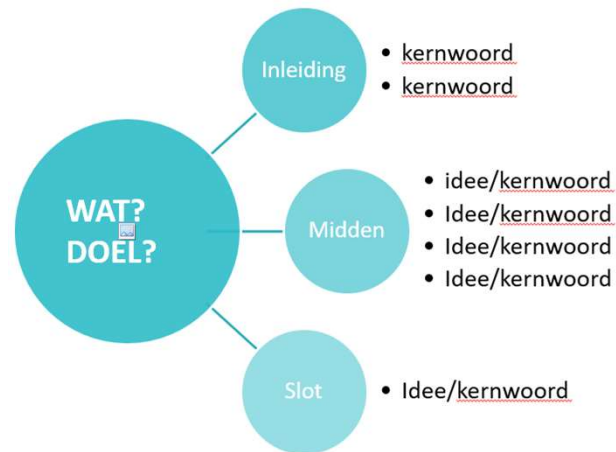 WAT?
DOEL?
Inleiding
• kernwoord
• kernwoord
Midden
• idee/kernwoord
• Idee/kernwoord
• Idee/kernwoord
• Idee/kernwoord
Slot
• Idee/kernwoord